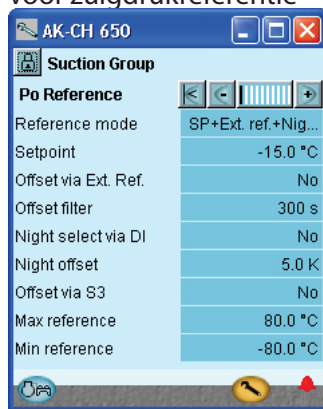 AK-CH 650
Suction Group
Po Reference
Reference mode SP+Ext. ref.+Nig...
Setpoint -15.0 °C
Offset via Ext. Ref. No
Offset filter 300 s
Night select via DI No
Night offset 5.0 K
Offset via S3 No
Max reference 80.0 °C
Min reference -80.0 °C